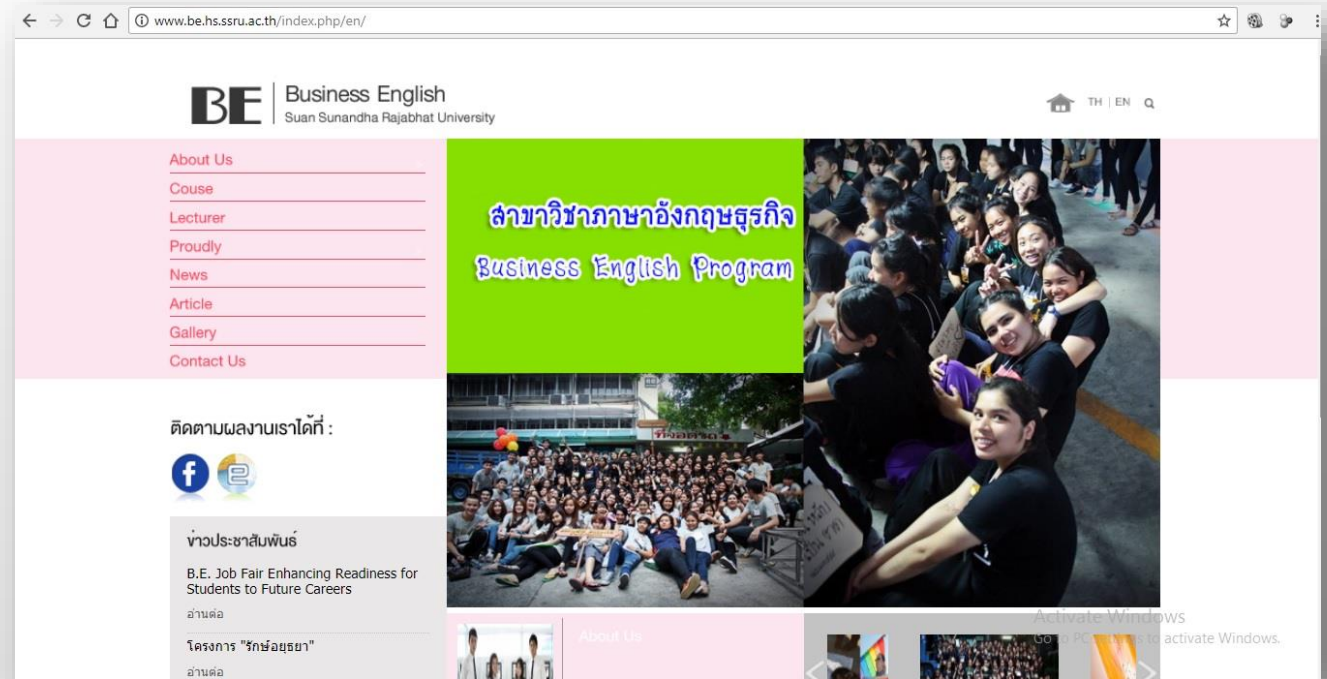 www.be.hs.ssru.ac.th/index.php/en/
BE
Business English
Suan Sunandha Rajabhat University
TH | EN
About Us
Couse
Lecturer
Proudly
News
Article
Gallery
Contact Us
สาขาวิชาภาษาอังกฤษธุรกิจ
Business English Program
ติดตามผลงานเราได้ที่ :
ข่าวประชาสัมพันธ์
B.E. Job Fair Enhancing Readiness for
Students to Future Careers
อ่านต่อ
โครงการ "รักษ์อยุธยา"
อ่านต่อ
About Us
Activate Windows
Go to PC to activate Windows.